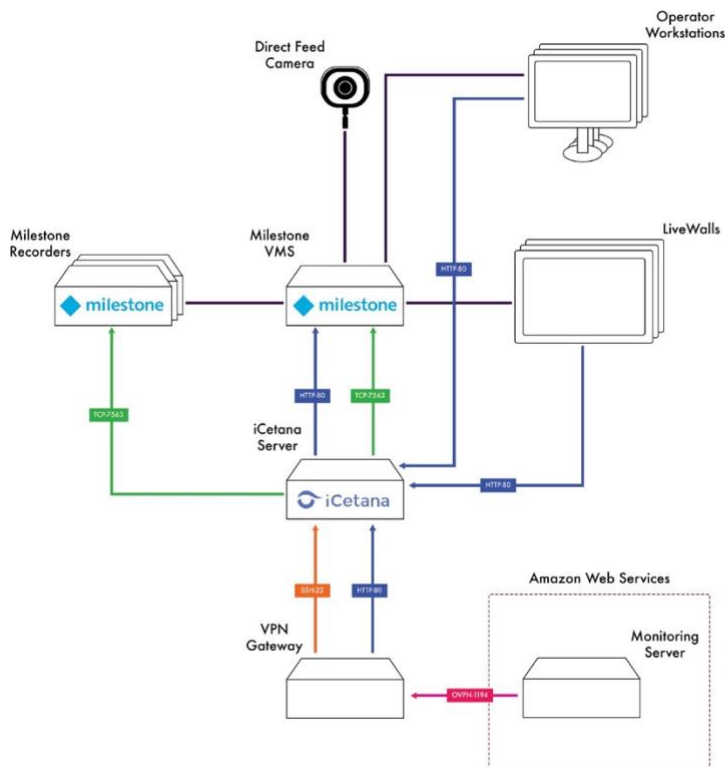 Operator
Workstations
Direct Feed
Camera
Milestone
Recorders
Milestone
VMS
LiveWalls
HTTP-80
milestone
milestone
HTTP-80
TCP-7563
TCP-7563
iCetana
Server
HTTP-80
iCetana
SSH-22
HTTP-80
Amazon Web Services
VPN
Gateway
Monitoring
Server
OVPN-1194